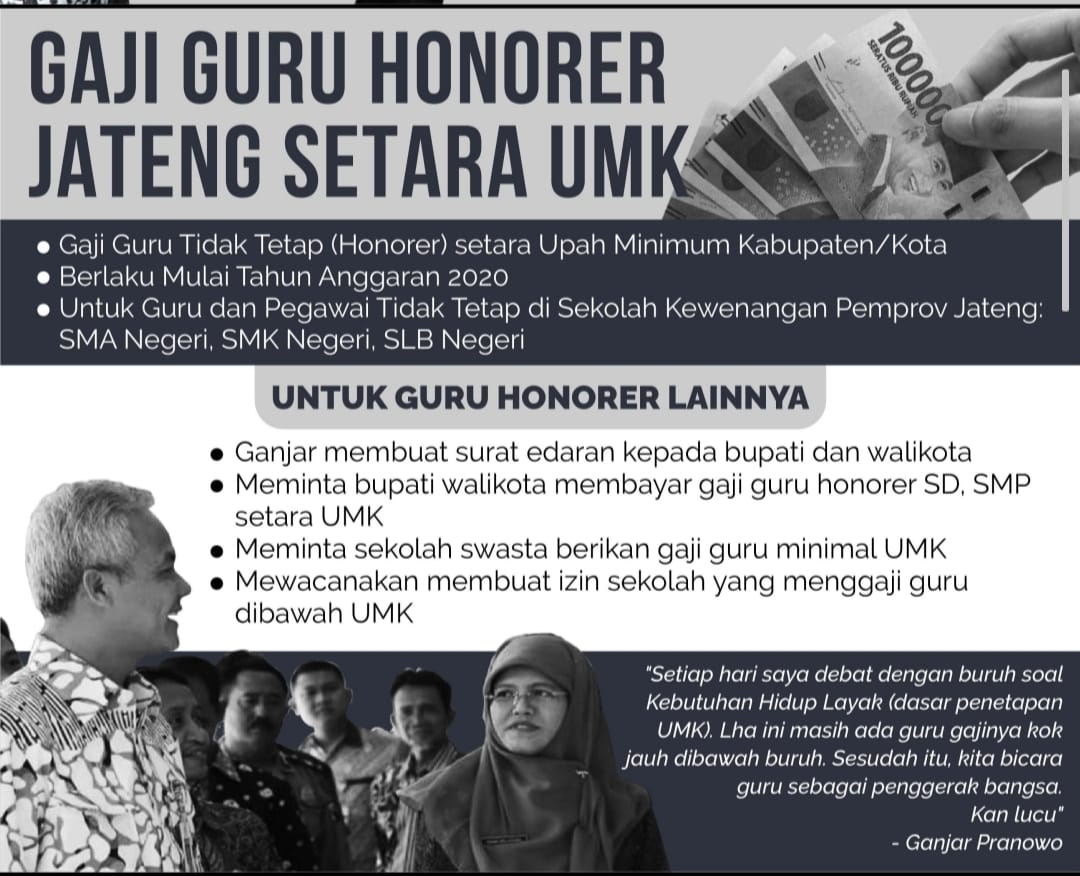 GAJI GURU HONORER
JATENG SETARA UMK
100000
SERATUS RIBU RUPIAH
● Gaji Guru Tidak Tetap (Honorer) setara Upah Minimum Kabupaten/Kota
● Berlaku Mulai Tahun Anggaran 2020
● Untuk Guru dan Pegawai Tidak Tetap di Sekolah Kewenangan Pemprov Jateng:
SMA Negeri, SMK Negeri, SLB Negeri
UNTUK GURU HONORER LAINNYA
● Ganjar membuat surat edaran kepada bupati dan walikota
● Meminta bupati walikota membayar gaji guru honorer SD, SMP
setara UMK
● Meminta sekolah swasta berikan gaji guru minimal UMK
● Mewacanakan membuat izin sekolah yang menggaji guru
dibawah UMK
"Setiap hari saya debat dengan buruh soal
Kebutuhan Hidup Layak (dasar penetapan
UMK). Lha ini masih ada guru gajinya kok
jauh dibawah buruh. Sesudah itu, kita bicara
guru sebagai penggerak bangsa.
Kan lucu"
- Ganjar Pranowo